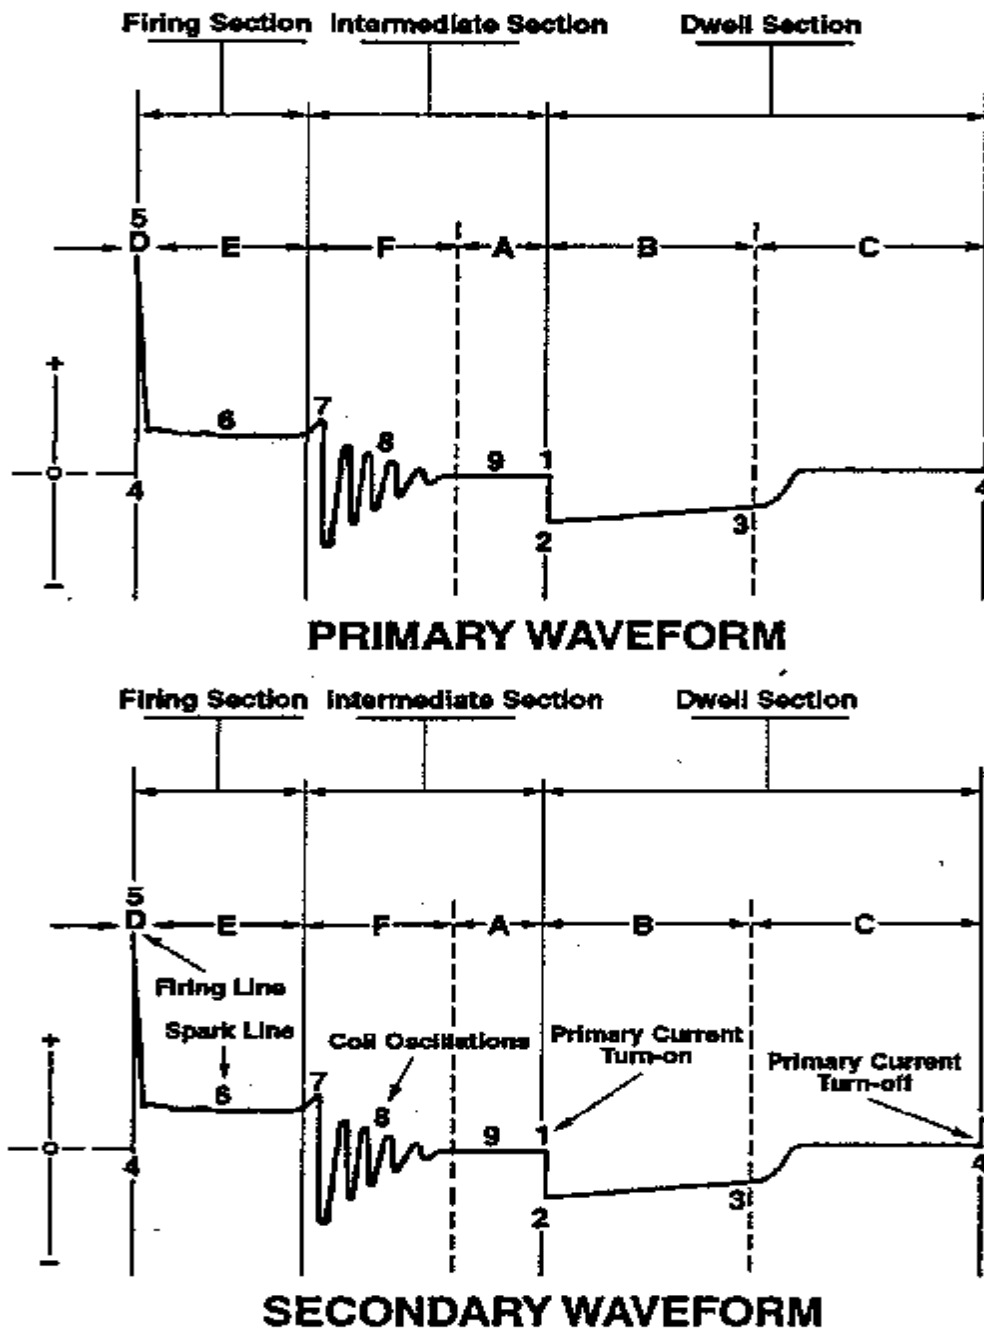 Firing Section Intermediate Section Dwell Section
5
D E F A B C
+
7
6 8
9 1
0
4 4
2 3
−
PRIMARY WAVEFORM
Firing Section Intermediate Section Dwell Section
5
D E F A B C
Firing Line
Spark Line Coil Oscillations Primary Current
Turn-on
Primary Current
Turn-off
+
7
6 8
9 1
0
4 4
2 3
−
SECONDARY WAVEFORM